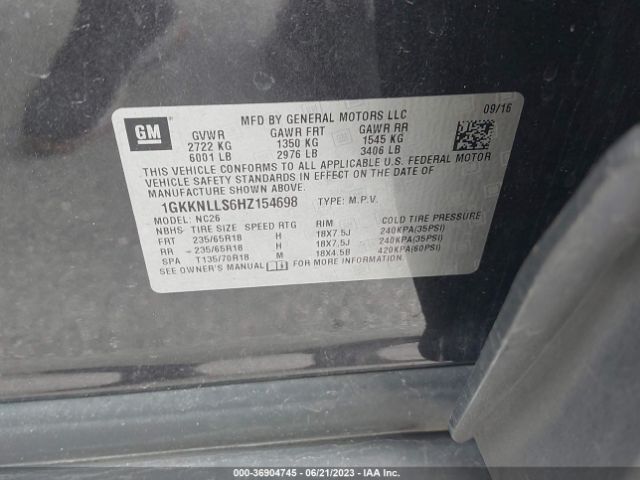 GM
MFD BY GENERAL MOTORS LLC
09/16
GVWR GAWR FRT GAWR RR
2722 KG 1350 KG 1545 KG
6001 LB 2976 LB 3406 LB
THIS VEHICLE CONFORMS TO ALL APPLICABLE U.S. FEDERAL MOTOR
VEHICLE SAFETY STANDARDS IN EFFECT ON THE DATE OF
MANUFACTURE SHOWN ABOVE.
1GKKNLLS6HZ154698 TYPE: M.P.V.
MODEL: NC26
NBHS- TIRE SIZE SPEED RTG RIM COLD TIRE PRESSURE
FRT 235/65R18 H 18X7.5J 240KPA(35PSI)
RR - 235/65R18 H 18X7.5J 240KPA(35PSI)
SPA T135/70R18 M 18X4.5B 420KPA(60PSI)
SEE OWNER'S MANUAL FOR MORE INFORMATION
000-36904745 / 06/21/2023 / IAA Inc.